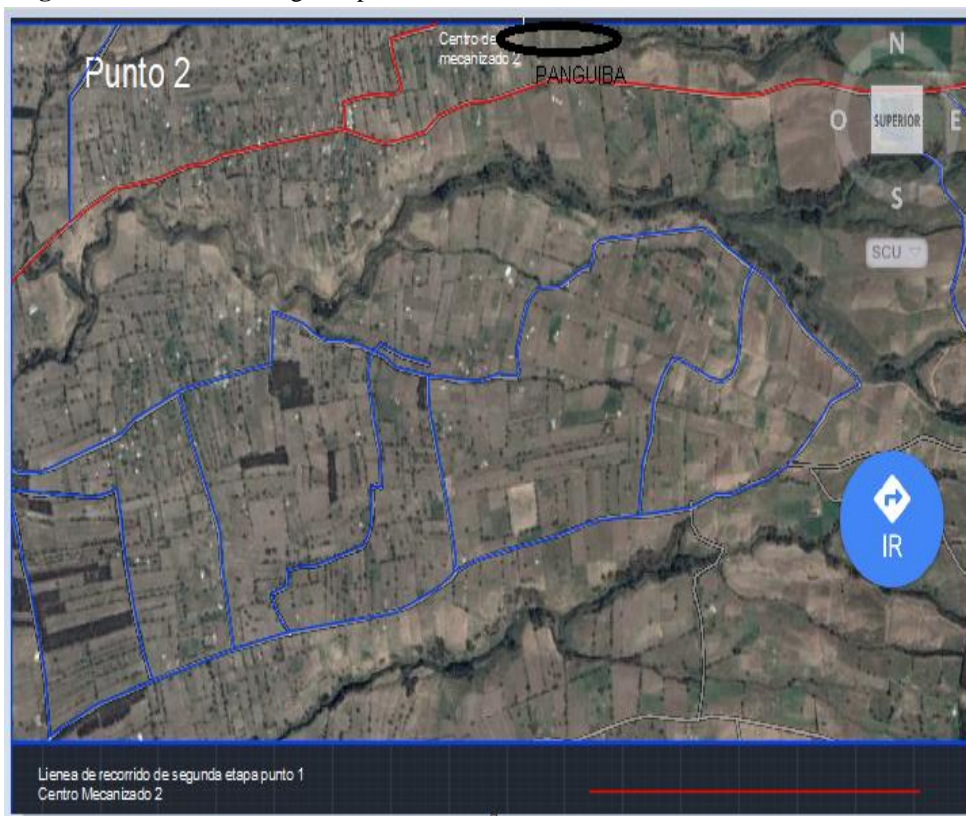 Punto 2
Centro de
mecanizado 2
PANGUIBA
N
O
SUPERIOR
E
S
SCU
IR
Lienea de recorrido de segunda etapa punto 1
Centro Mecanizado 2